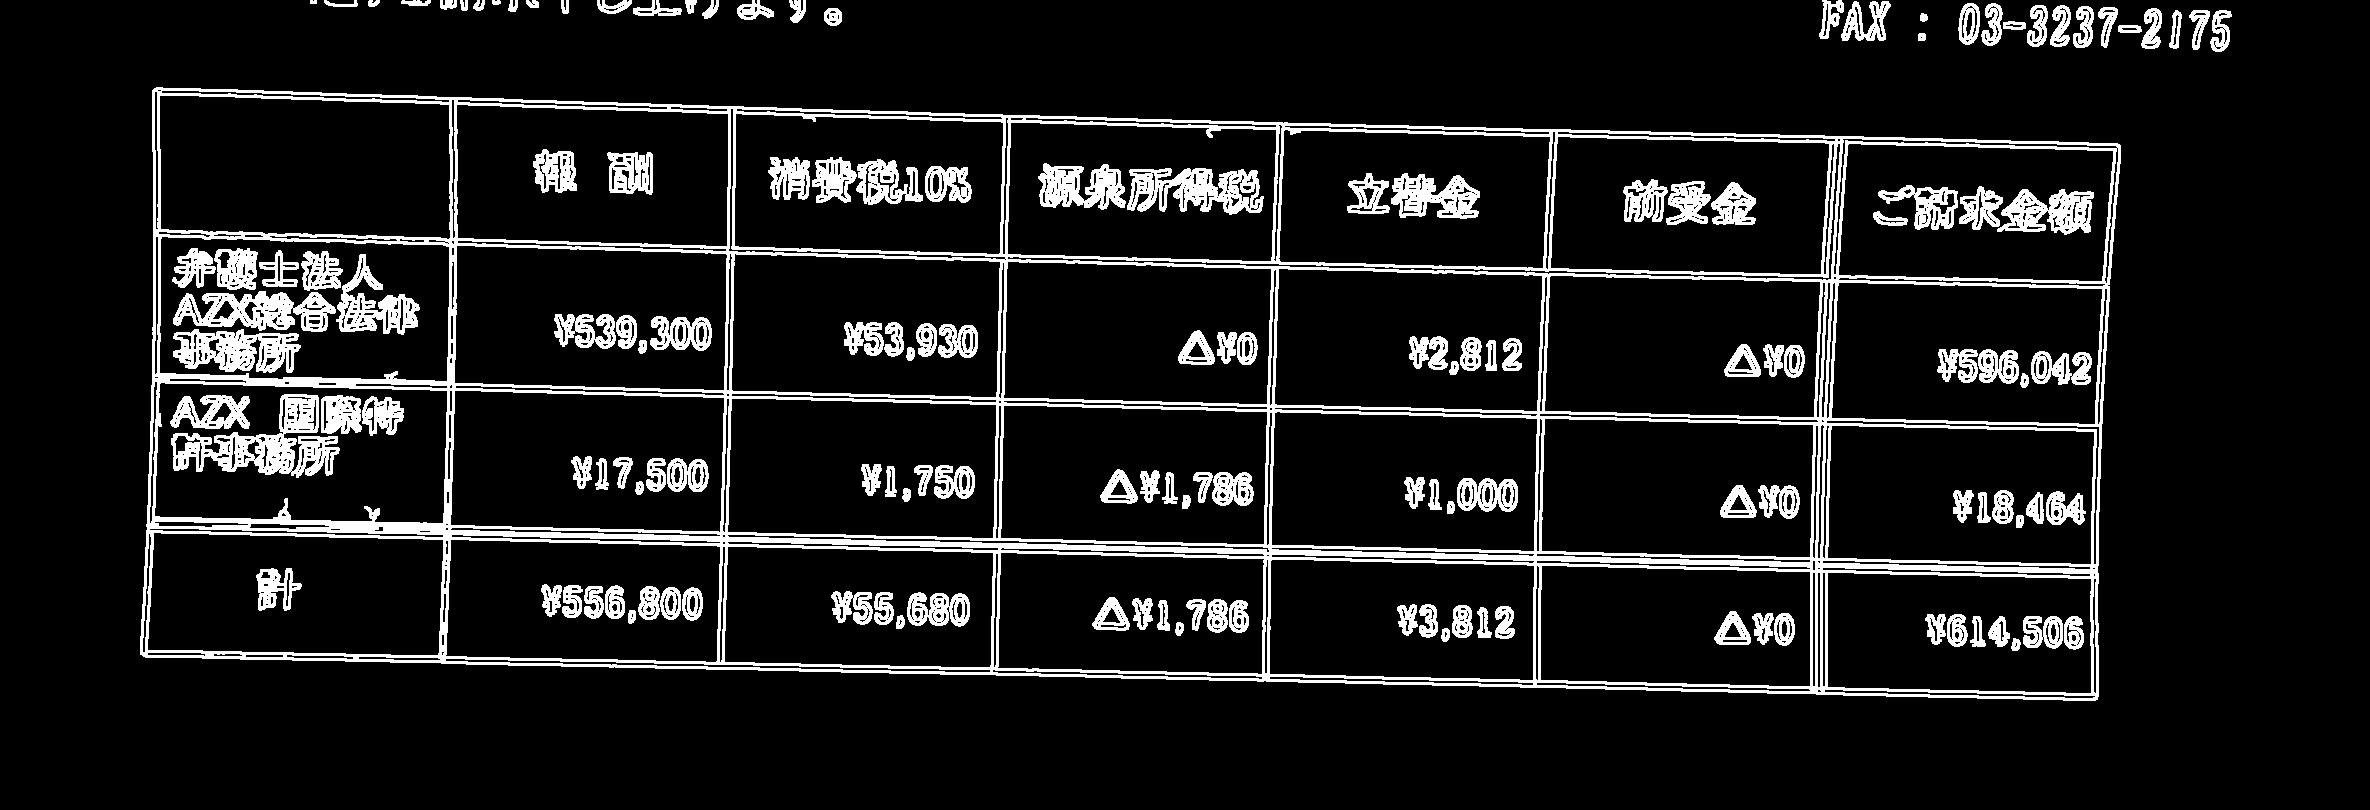 申し上げます。
FAX : 03-3237-2175
報 酬 消費税10% 源泉所得税 立替金 前受金 ご請求金額
弁護士法人
AZX総合法律
事務所
¥539,300 ¥53,930 △¥0 ¥2,812 △¥0 ¥596,042
AZX 国際特
許事務所
¥17,500 ¥1,750 △¥1,786 ¥1,000 △¥0 ¥18,464
計 ¥556,800 ¥55,680 △¥1,786 ¥3,812 △¥0 ¥614,506